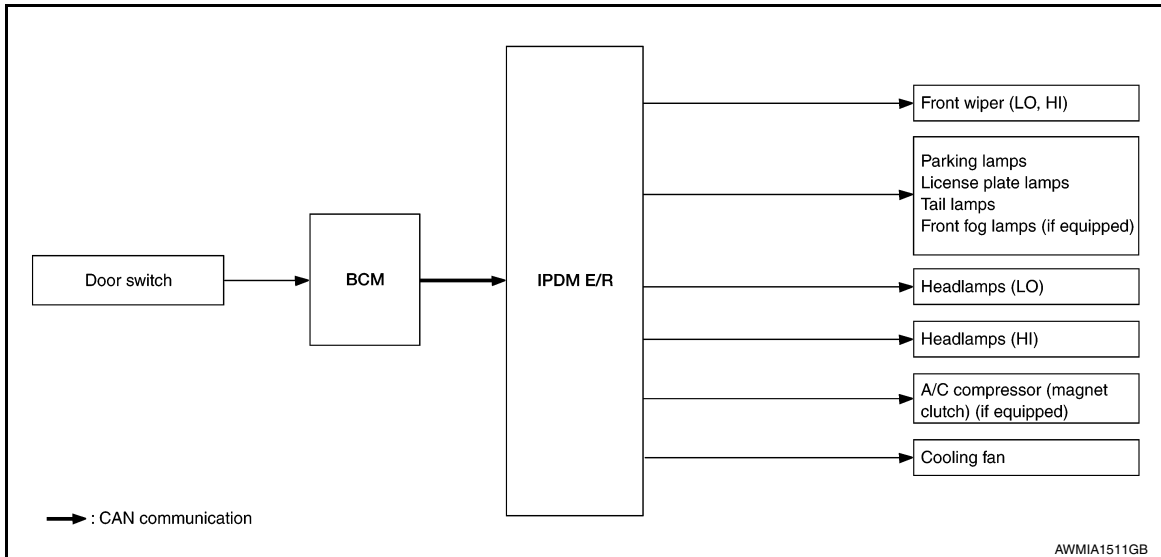 Door switch
BCM
IPDM E/R
Front wiper (LO, HI)
Parking lamps
License plate lamps
Tail lamps
Front fog lamps (if equipped)
Headlamps (LO)
Headlamps (HI)
A/C compressor (magnet
clutch) (if equipped)
Cooling fan
: CAN communication
AWMIA1511GB